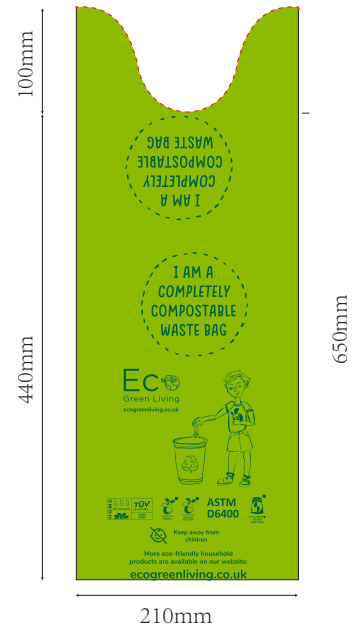 100mm
I AM A
COMPLETELY
COMPOSTABLE
WASTE BAG
I AM A
COMPLETELY
COMPOSTABLE
WASTE BAG
440mm
650mm
Eco
Green Living
ecogreenliving.co.uk
HOME
TÜV
ASTM
D6400
Keep away from
children
More eco-friendly household
products are available on our website:
ecogreenliving.co.uk
210mm